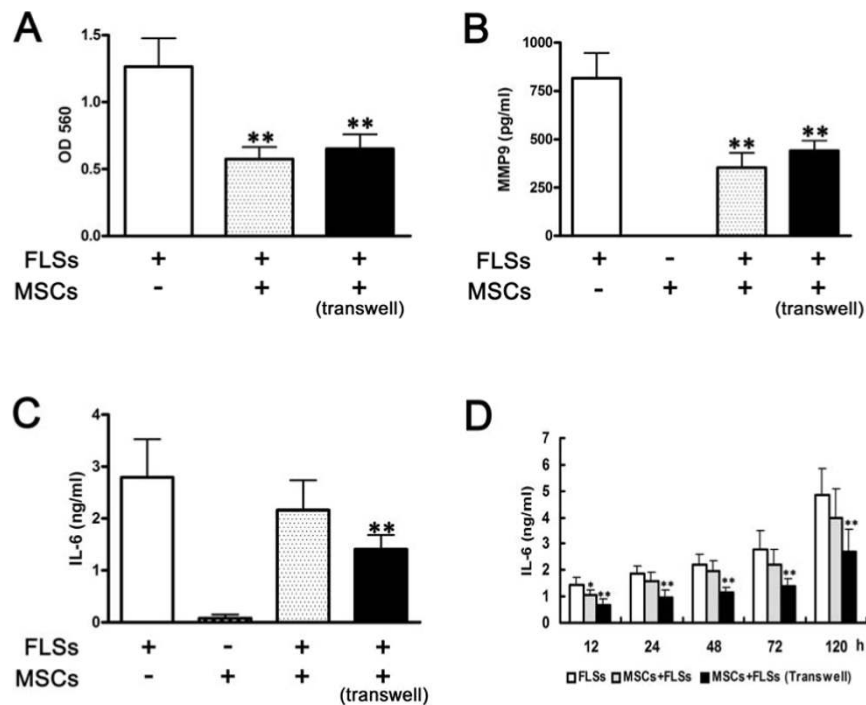 A
OD 560
1.5
1.0
0.5
0.0
**
**
FLSs + + +
MSCs - + +
(transwell)
B
MMP9 (pg/ml)
1000
750
500
250
0
**
**
FLSs + - + +
MSCs - + + +
(transwell)
C
IL-6 (ng/ml)
4
3
2
1
0
**
FLSs + - + +
MSCs - + + +
(transwell)
D
IL-6 (ng/ml)
7
6
5
4
3
2
1
0
* ** ** ** ** **
12 24 48 72 120 h
FLSs MSCs+FLSs MSCs+FLSs (Transwell)